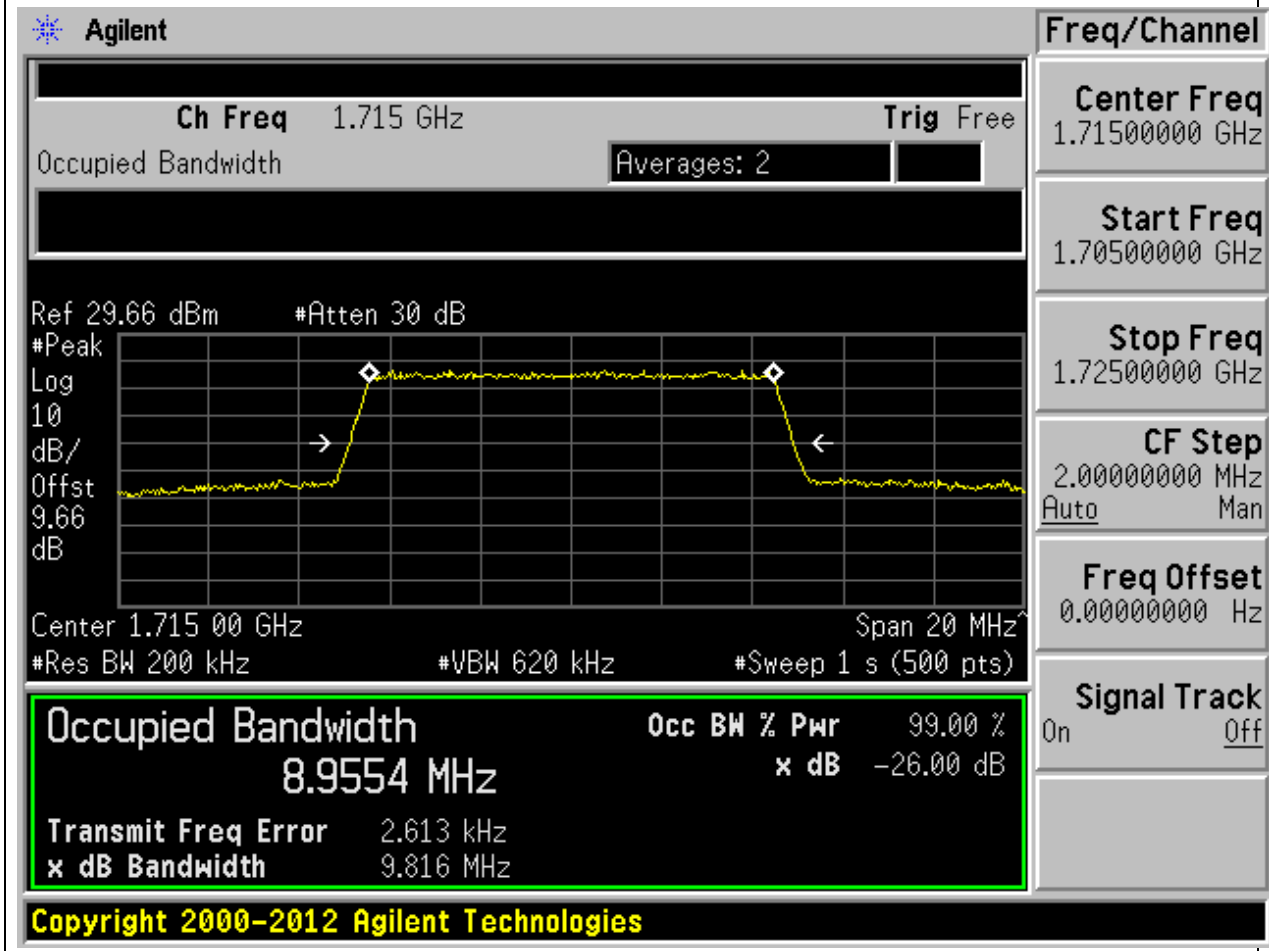 Agilent
Freq/Channel
Ch Freq 1.715 GHz Trig Free
Occupied Bandwidth Averages: 2
Ref 29.66 dBm #Atten 30 dB
#Peak
Log
10
dB/
Offst
9.66
dB
Center 1.715 00 GHz Span 20 MHz^
#Res BW 200 kHz #VBW 620 kHz #Sweep 1 s (500 pts)
Occupied Bandwidth
8.9554 MHz
Occ BW % Pwr 99.00 %
x dB -26.00 dB
Transmit Freq Error 2.613 kHz
x dB Bandwidth 9.816 MHz
Center Freq
1.71500000 GHz
Start Freq
1.70500000 GHz
Stop Freq
1.72500000 GHz
CF Step
2.00000000 MHz
Auto Man
Freq Offset
0.00000000 Hz
Signal Track
On Off
Copyright 2000-2012 Agilent Technologies